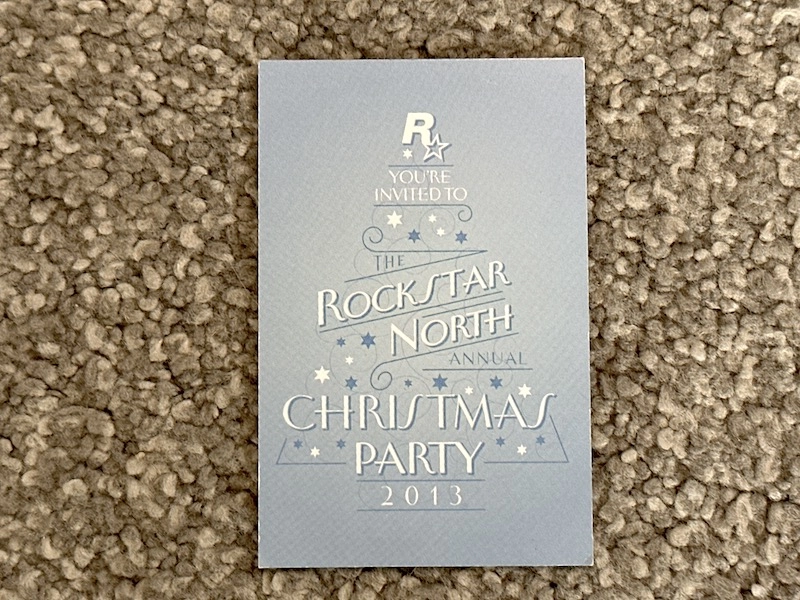 R
YOU'RE
INVITED TO
THE
ROCKSTAR
NORTH
ANNUAL
CHRISTMAS
PARTY
2013